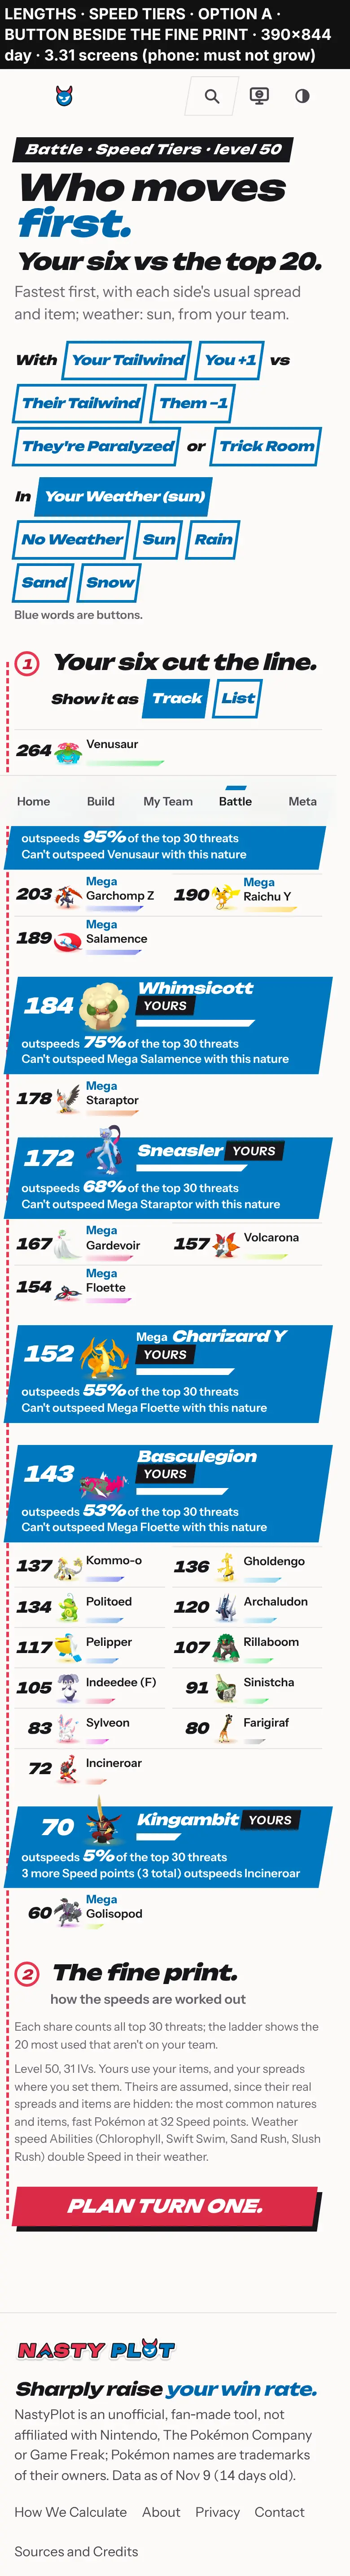 LENGTHS · SPEED TIERS · OPTION A ·
BUTTON BESIDE THE FINE PRINT · 390×844
day · 3.31 screens (phone: must not grow)
Battle · Speed Tiers · level 50
Who moves
first.
Your six vs the top 20.
Fastest first, with each side's usual spread
and item; weather: sun, from your team.
With Your Tailwind You +1 vs
Their Tailwind Them −1
They're Paralyzed or Trick Room
In Your Weather (sun)
No Weather Sun Rain
Sand Snow
Blue words are buttons.
1 Your six cut the line.
Show it as Track List
264 Venusaur
Home Build My Team Battle Meta
outspeeds 95% of the top 30 threats
Can't outspeed Venusaur with this nature
203 Mega Garchomp Z
190 Mega Raichu Y
189 Mega Salamence
184 Whimsicott
YOURS
outspeeds 75% of the top 30 threats
Can't outspeed Mega Salamence with this nature
178 Mega Staraptor
172 Sneasler YOURS
outspeeds 68% of the top 30 threats
Can't outspeed Mega Staraptor with this nature
167 Mega Gardevoir
157 Volcarona
154 Mega Floette
152 Mega Charizard Y
YOURS
outspeeds 55% of the top 30 threats
Can't outspeed Mega Floette with this nature
143 Basculegion
YOURS
outspeeds 53% of the top 30 threats
Can't outspeed Mega Floette with this nature
137 Kommo-o 136 Gholdengo
134 Politoed 120 Archaludon
117 Pelipper 107 Rillaboom
105 Indeedee (F) 91 Sinistcha
83 Sylveon 80 Farigiraf
72 Incineroar
70 Kingambit YOURS
outspeeds 5% of the top 30 threats
3 more Speed points (3 total) outspeeds Incineroar
60 Mega Golisopod
2 The fine print.
how the speeds are worked out
Each share counts all top 30 threats; the ladder shows the
20 most used that aren't on your team.
Level 50, 31 IVs. Yours use your items, and your spreads
where you set them. Theirs are assumed, since their real
spreads and items are hidden: the most common natures
and items, fast Pokémon at 32 Speed points. Weather
speed Abilities (Chlorophyll, Swift Swim, Sand Rush, Slush
Rush) double Speed in their weather.
PLAN TURN ONE.
NASTY PLOT
Sharply raise your win rate.
NastyPlot is an unofficial, fan-made tool, not
affiliated with Nintendo, The Pokémon Company
or Game Freak; Pokémon names are trademarks
of their owners. Data as of Nov 9 (14 days old).
How We Calculate About Privacy Contact
Sources and Credits